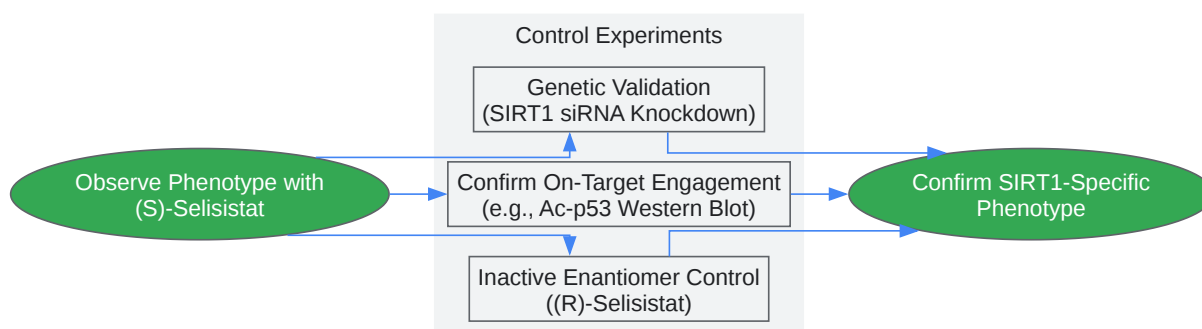 Control Experiments
Genetic Validation
(SIRT1 siRNA Knockdown)
Observe Phenotype with
(S)-Selisistat
Confirm On-Target Engagement
(e.g., Ac-p53 Western Blot)
Confirm SIRT1-Specific
Phenotype
Inactive Enantiomer Control
((R)-Selisistat)